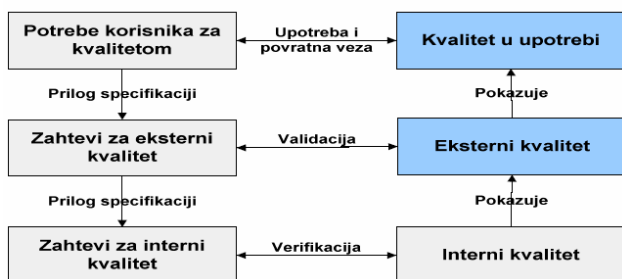 Potrebe korisnika za
kvalitetom
Upotreba i
povratna veza
Kvalitet u upotrebi
Prilog specifikaciji
Pokazuje
Zahtevi za eksterni
kvalitet
Validacija
Eksterni kvalitet
Prilog specifikaciji
Pokazuje
Zahtevi za interni
kvalitet
Verifikacija
Interni kvalitet